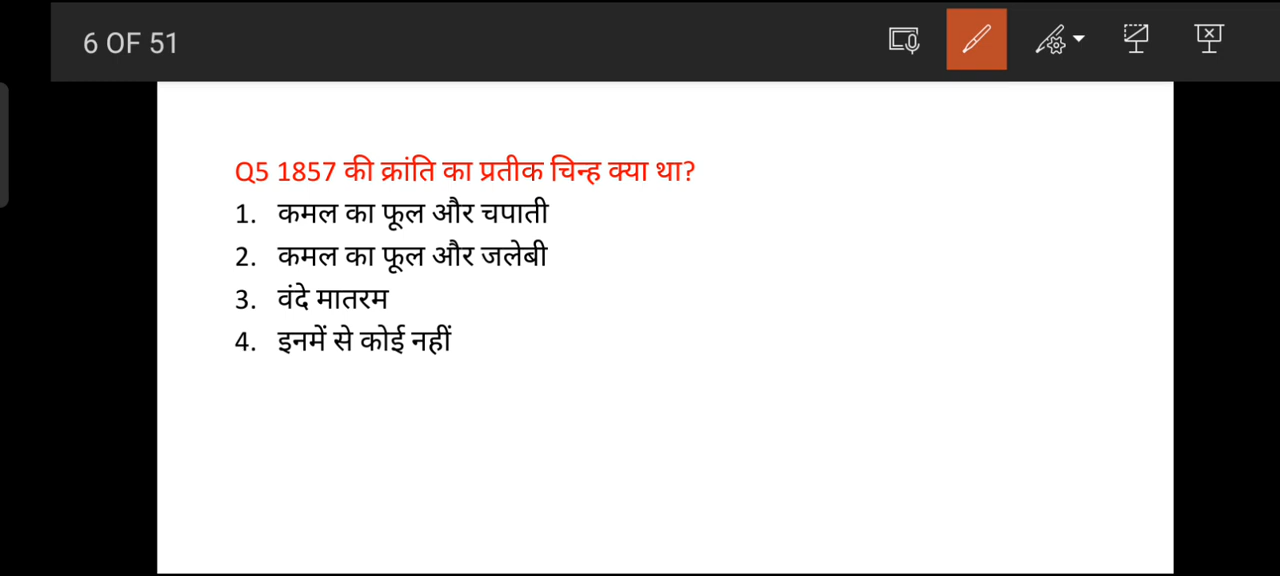 6 OF 51
Q5 1857 की क्रांति का प्रतीक चिन्ह क्या था?
1. कमल का फूल और चपाती
2. कमल का फूल और जलेबी
3. वंदे मातरम
4. इनमें से कोई नहीं